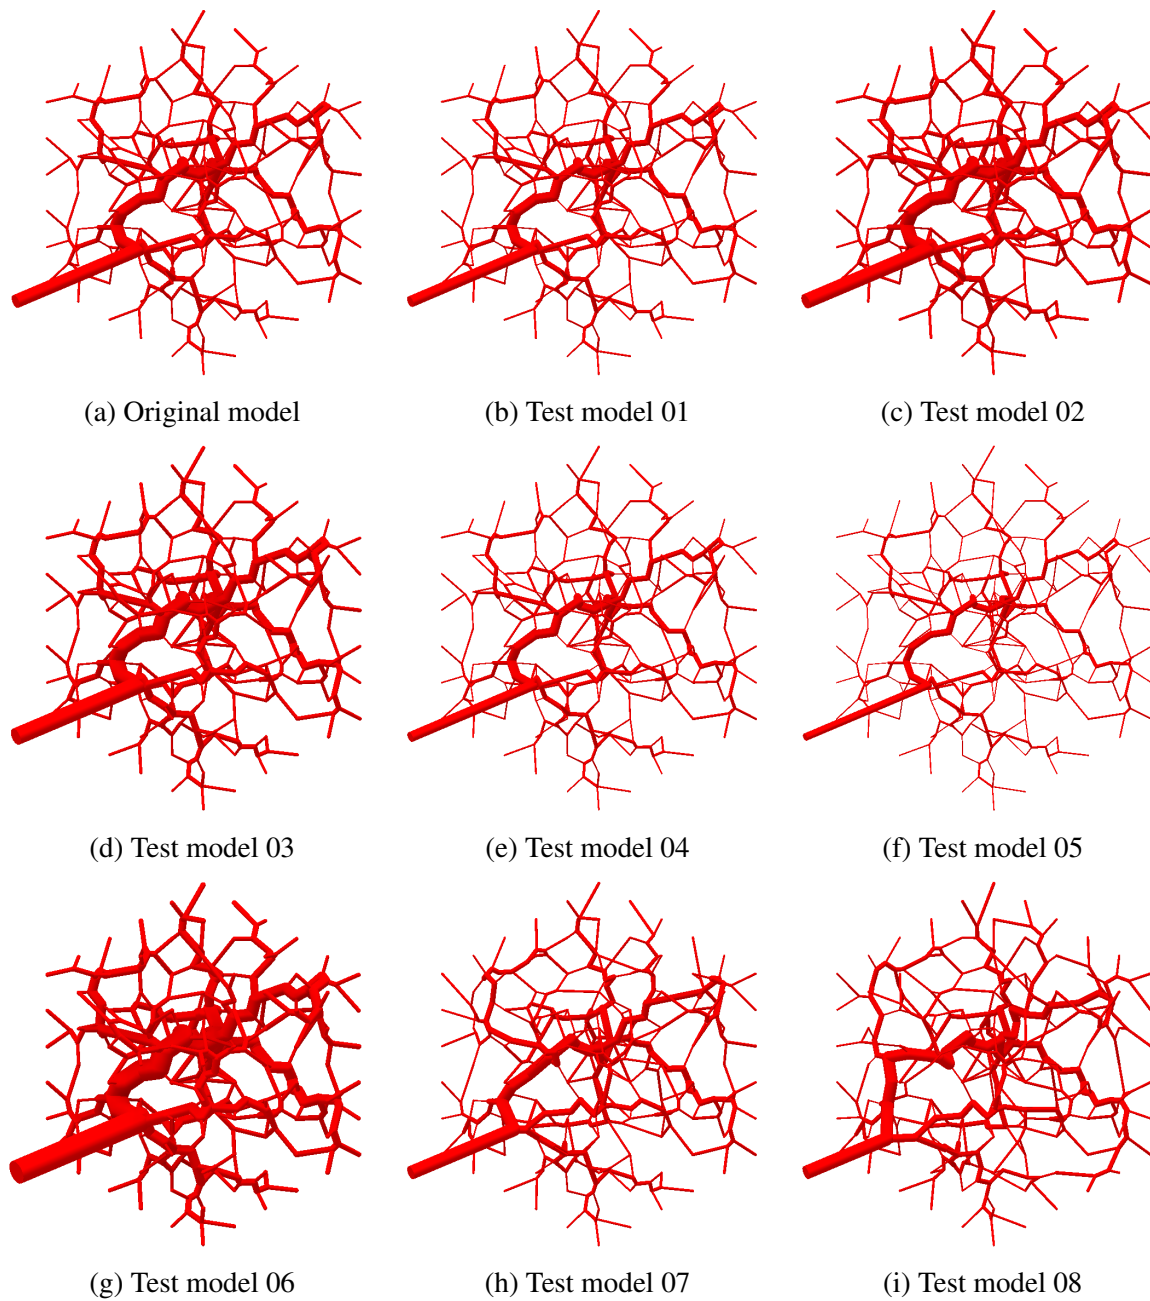 (a) Original model
(b) Test model 01
(c) Test model 02
(d) Test model 03
(e) Test model 04
(f) Test model 05
(g) Test model 06
(h) Test model 07
(i) Test model 08